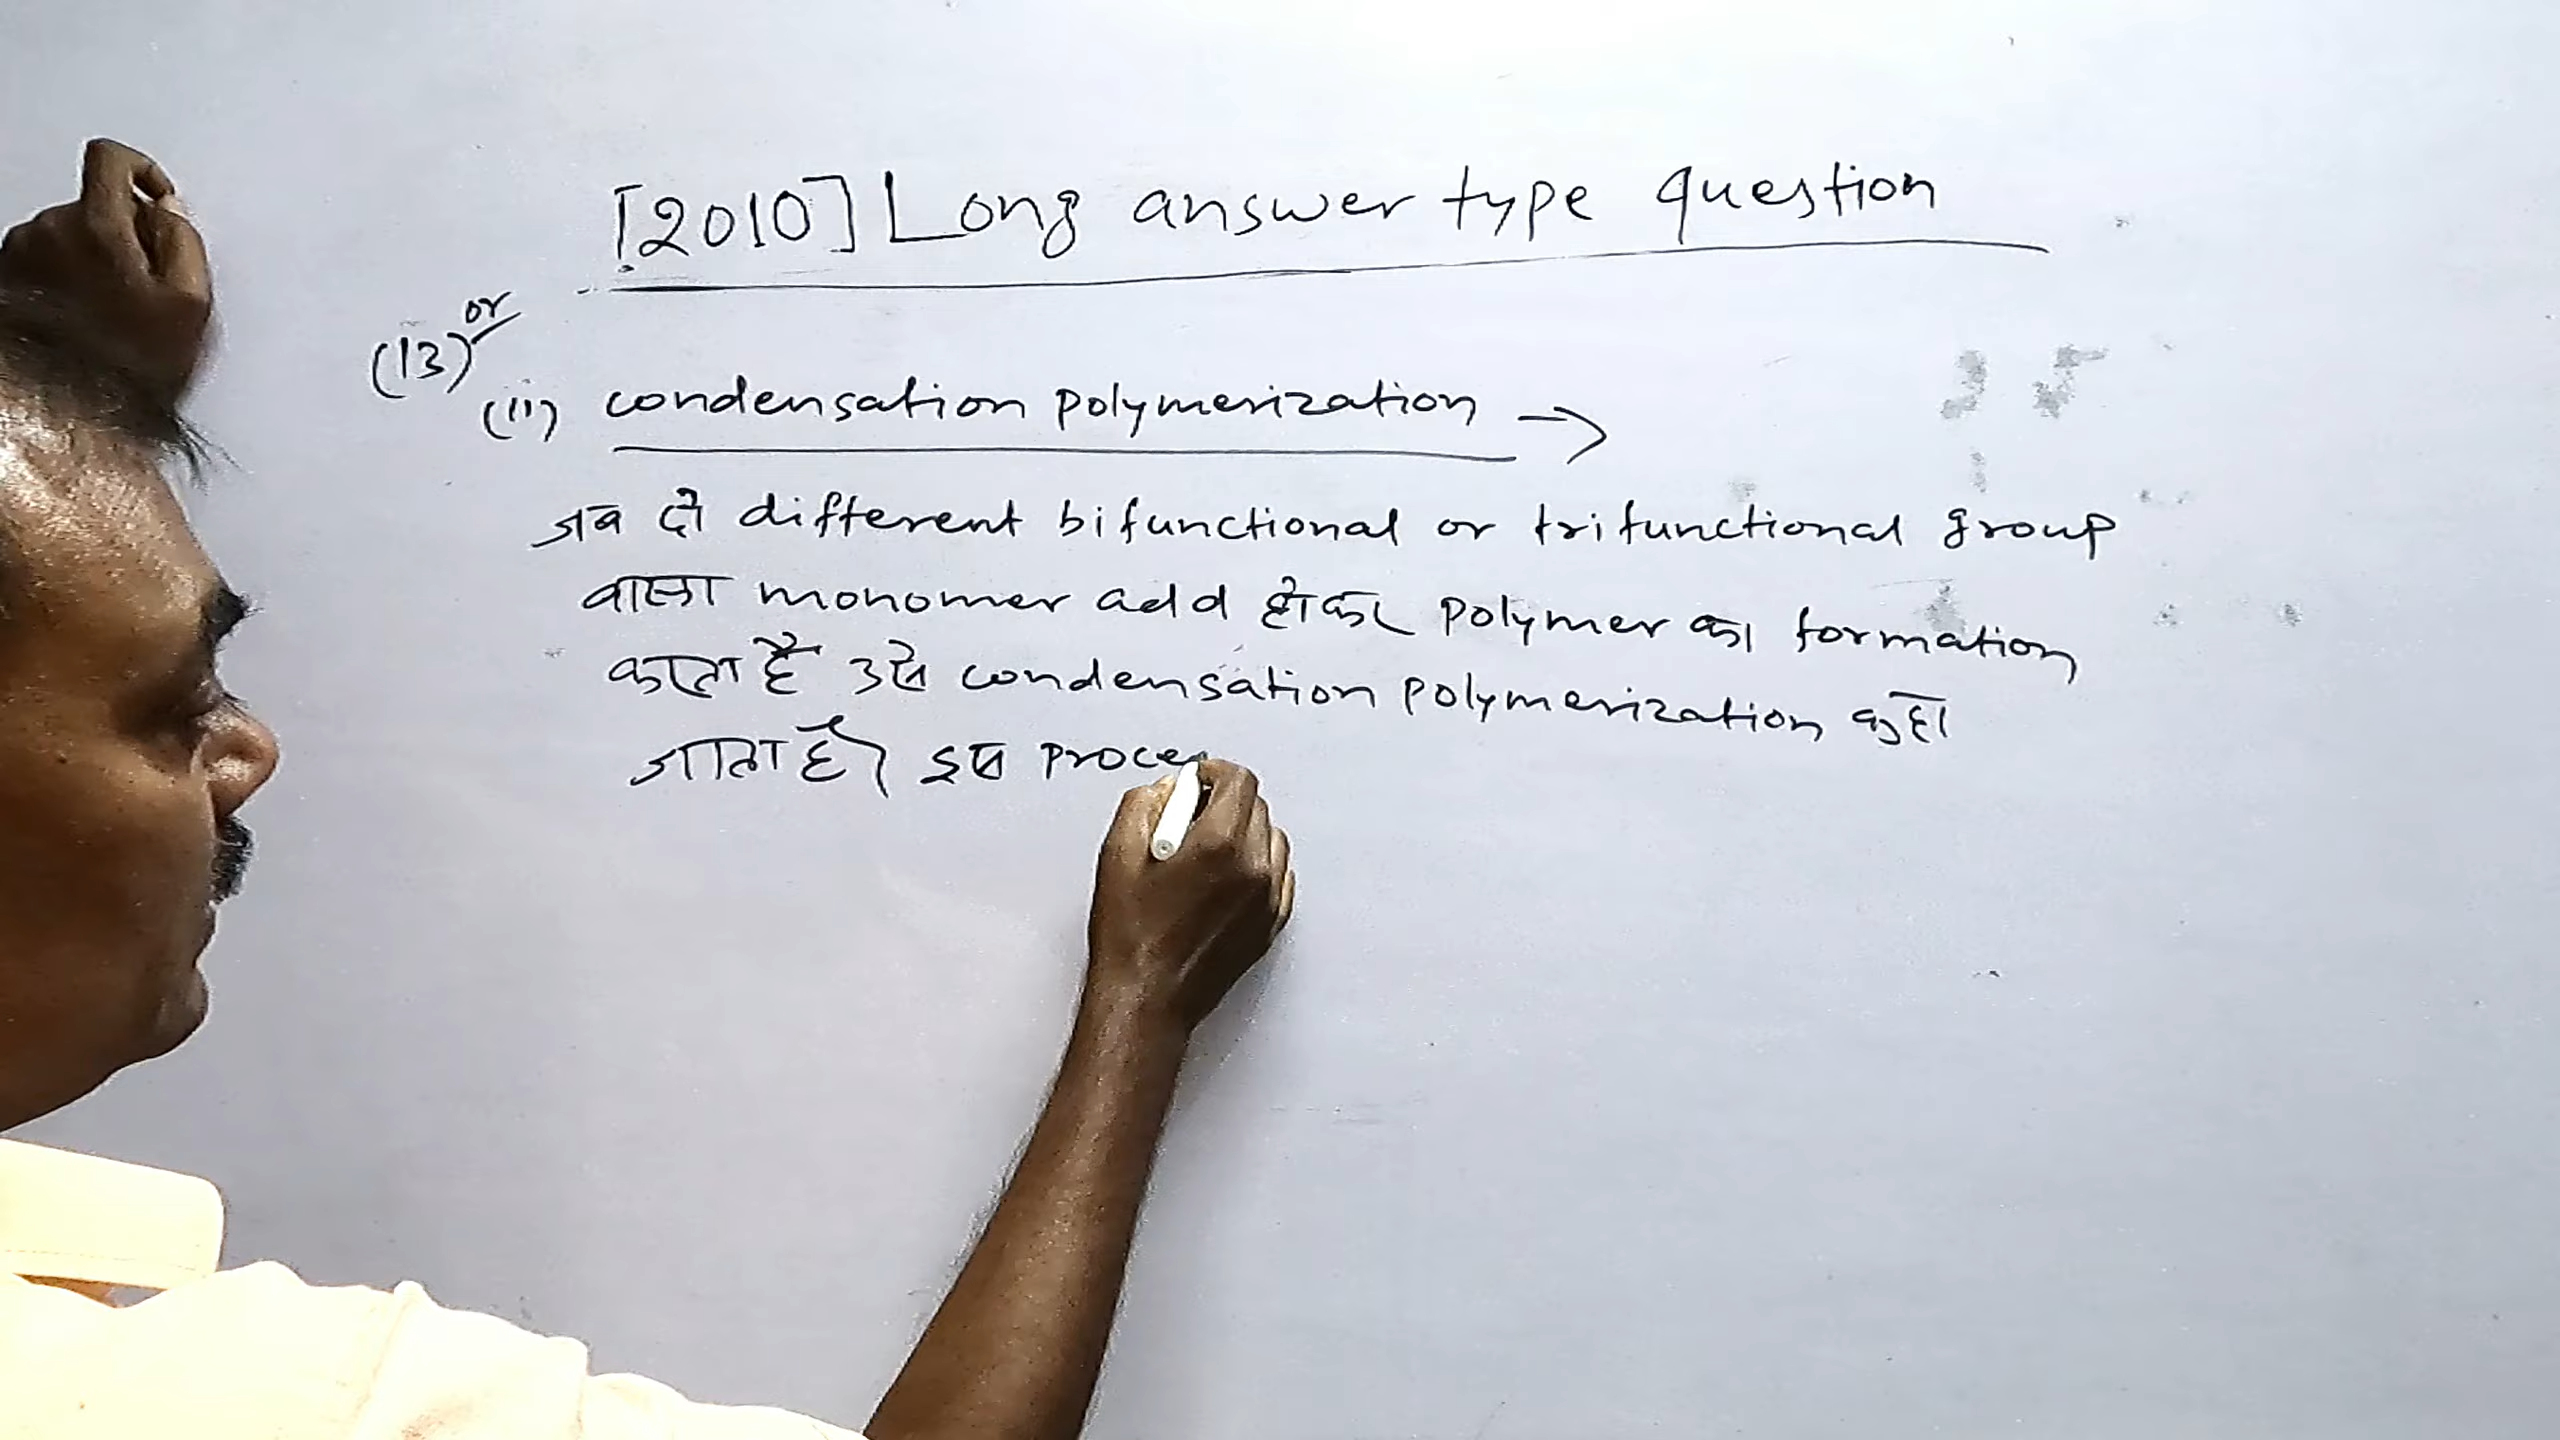 [2010] Long answer type question
(13) or
(ii) condensation polymerization →
जब दो different bifunctional or trifunctional group
वाला monomer add होकर polymer का formation
करता है उसे condensation polymerization कहा
जाता है। इस proce